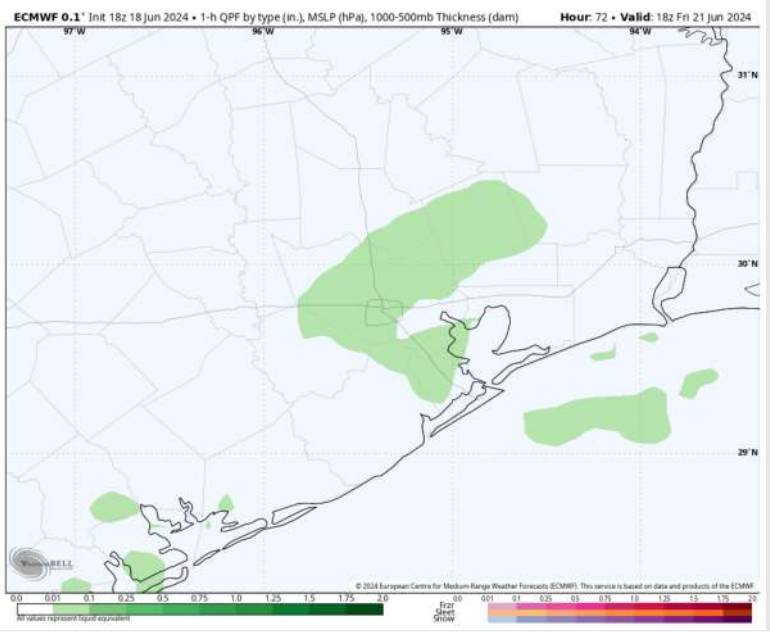 ECMWF 0.1° Init 18z 18 Jun 2024 • 1-h QPF by type (in.), MSLP (hPa), 1000-500mb Thickness (dam) Hour: 72 • Valid: 18z Fri 21 Jun 2024
97°W 96°W 95°W 94°W
31°N
30°N
29°N
WeatherBELL
© 2024 European Centre for Medium-Range Weather Forecasts (ECMWF). This service is based on data and products of the ECMWF
0.0 0.01 0.1 0.25 0.50 0.75 1.0 1.25 1.5 1.75 2.0 0.0 0.01 0.1 0.25 0.50 0.75 1.0 1.25 1.5 1.75 2.0
All values represent liquid equivalent
Frzr
Sleet
Snow